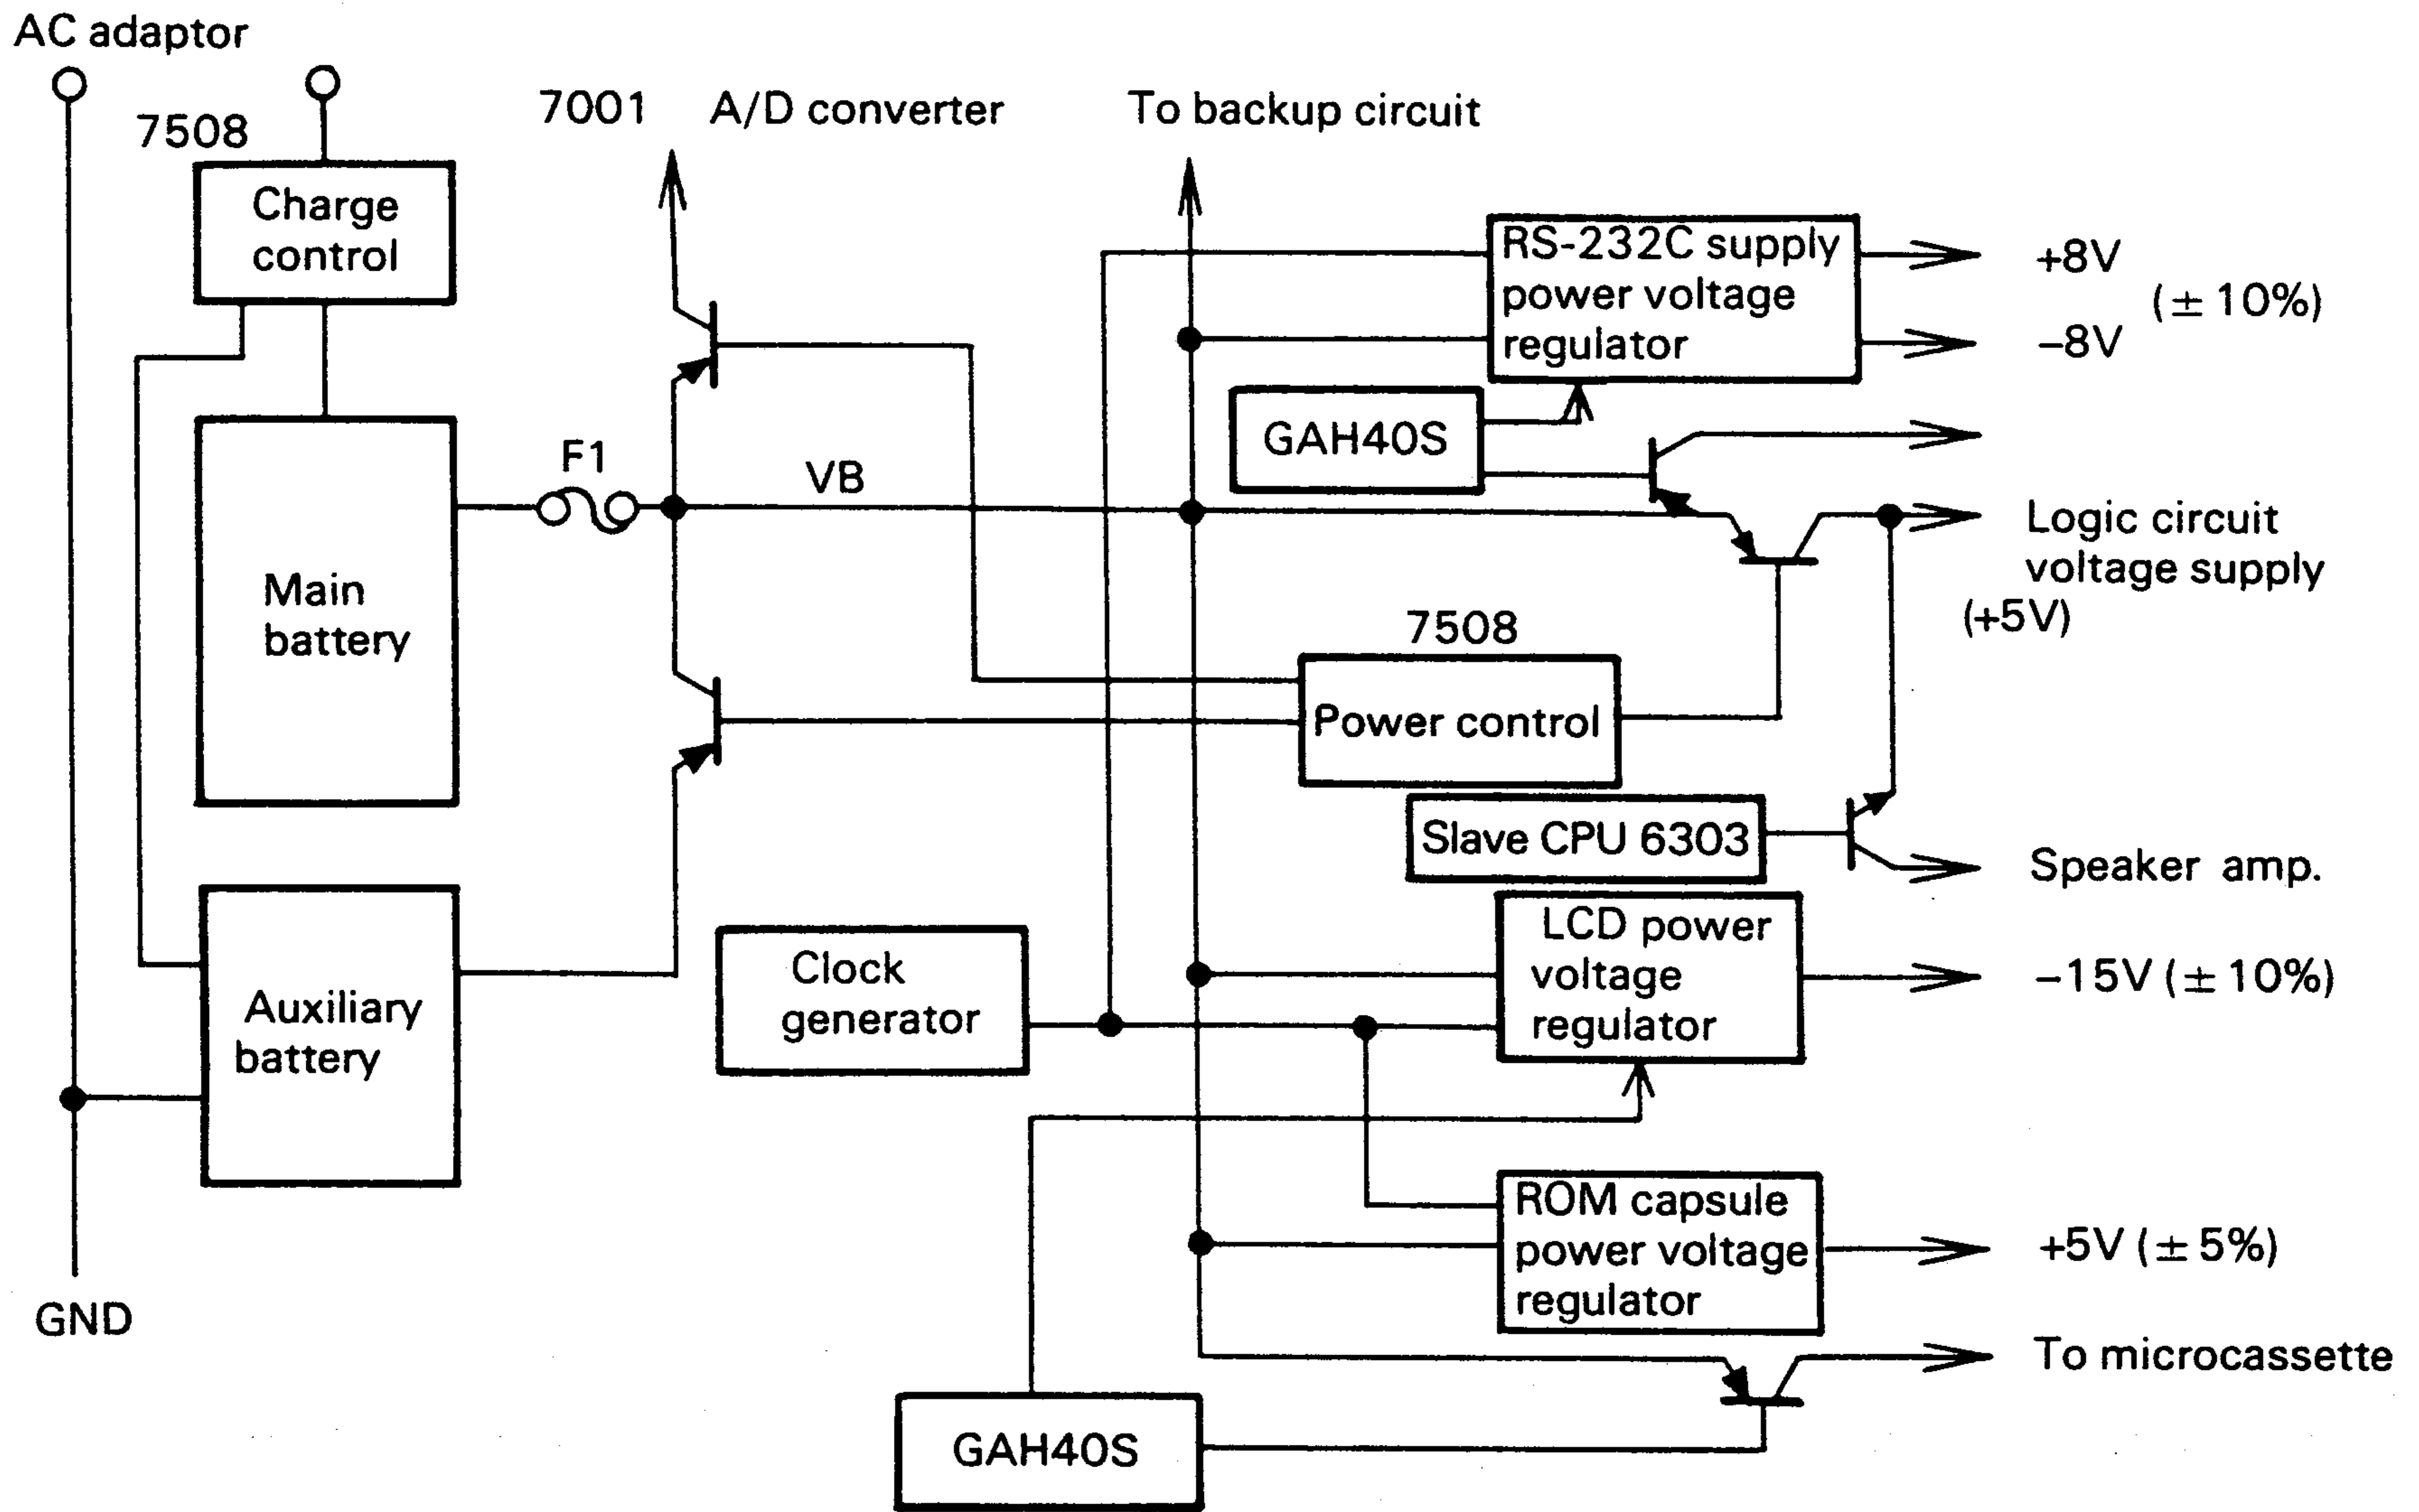 AC adaptor
7508
7001 A/D converter
To backup circuit
Charge
control
RS-232C supply
power voltage
regulator
+8V
(± 10%)
–8V
GAH40S
F1
VB
Main
battery
Logic circuit
voltage supply
(+5V)
7508
Power control
Slave CPU 6303
Speaker amp.
LCD power
voltage
regulator
–15V (± 10%)
Clock
generator
Auxiliary
battery
ROM capsule
power voltage
regulator
+5V (± 5%)
GND
To microcassette
GAH40S